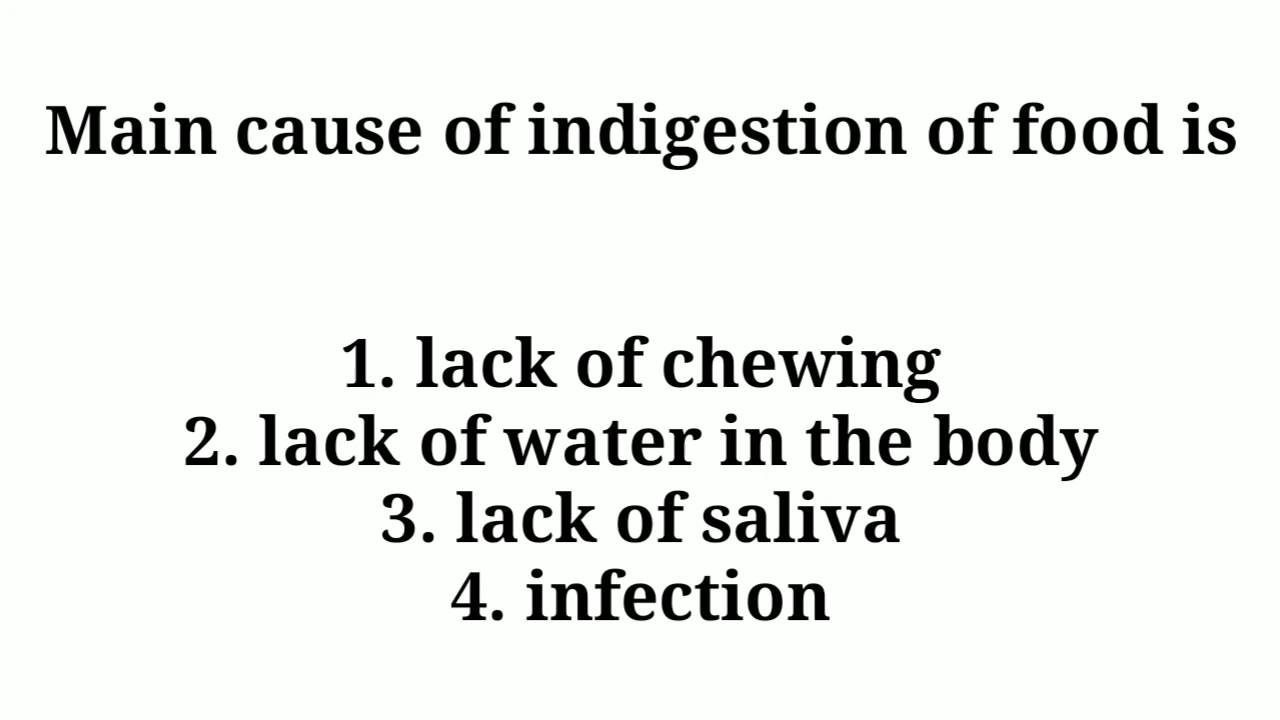 Main cause of indigestion of food is
1. lack of chewing
2. lack of water in the body
3. lack of saliva
4. infection